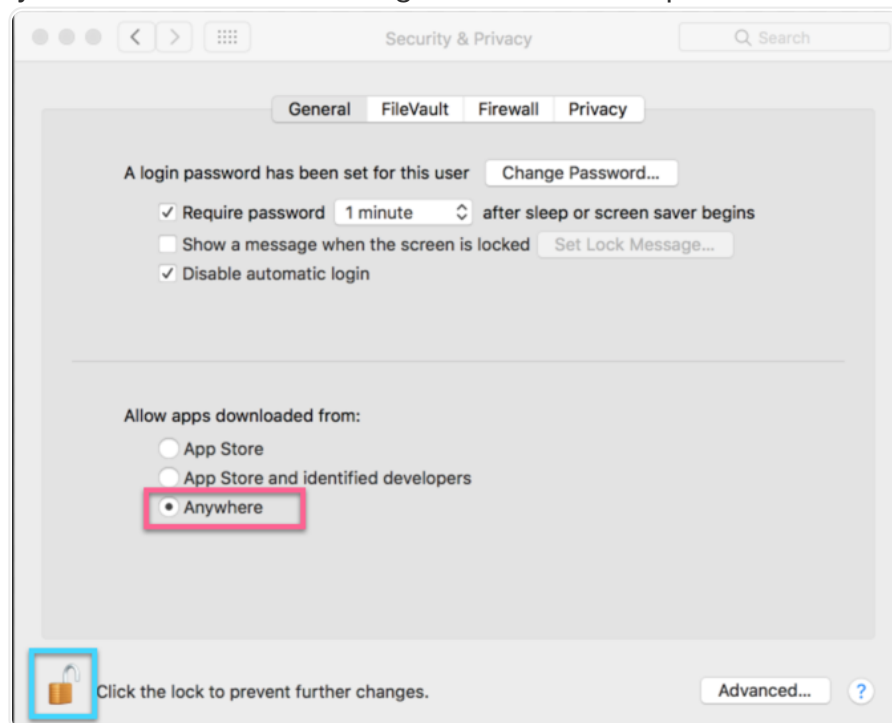 Security & Privacy
Search
General FileVault Firewall Privacy
A login password has been set for this user Change Password...
Require password 1 minute after sleep or screen saver begins
Show a message when the screen is locked Set Lock Message...
Disable automatic login
Allow apps downloaded from:
App Store
App Store and identified developers
Anywhere
Click the lock to prevent further changes.
Advanced... ?